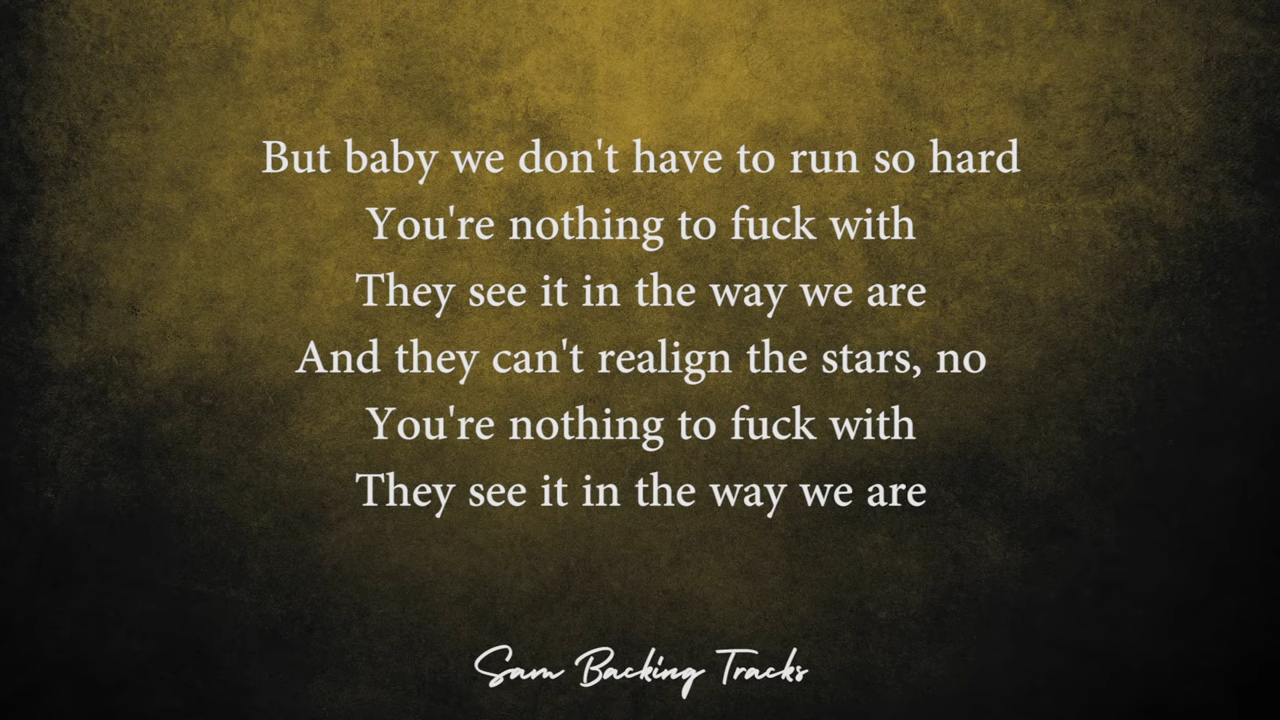 But baby we don't have to run so hard
You're nothing to fuck with
They see it in the way we are
And they can't realign the stars, no
You're nothing to fuck with
They see it in the way we are
Sam Backing Tracks